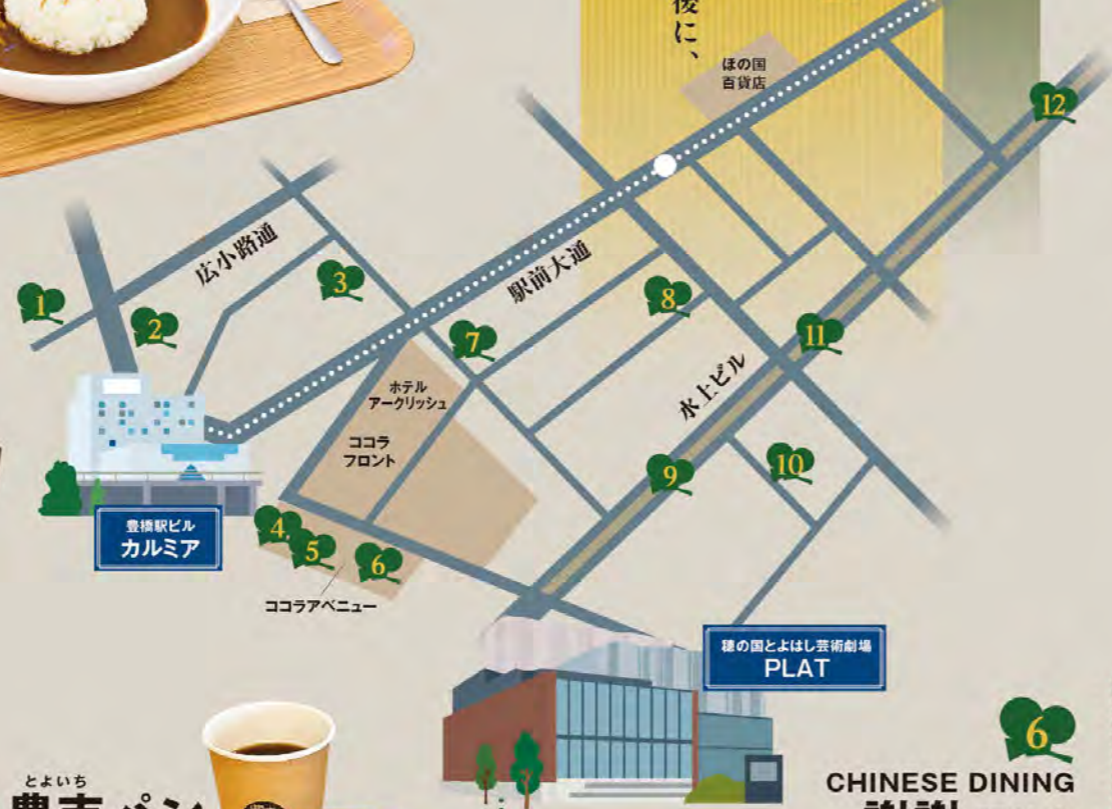 後に、
ほの国
百貨店
12
広小路通
1
2
3
駅前大通
7
8
11
水上ビル
9
10
ホテル
アークリッシュ
ココラ
フロント
豊橋駅ビル
カルミア
4
5
6
ココラアベニュー
穂の国とよはし芸術劇場
PLAT
とよいち
6
CHINESE DINING